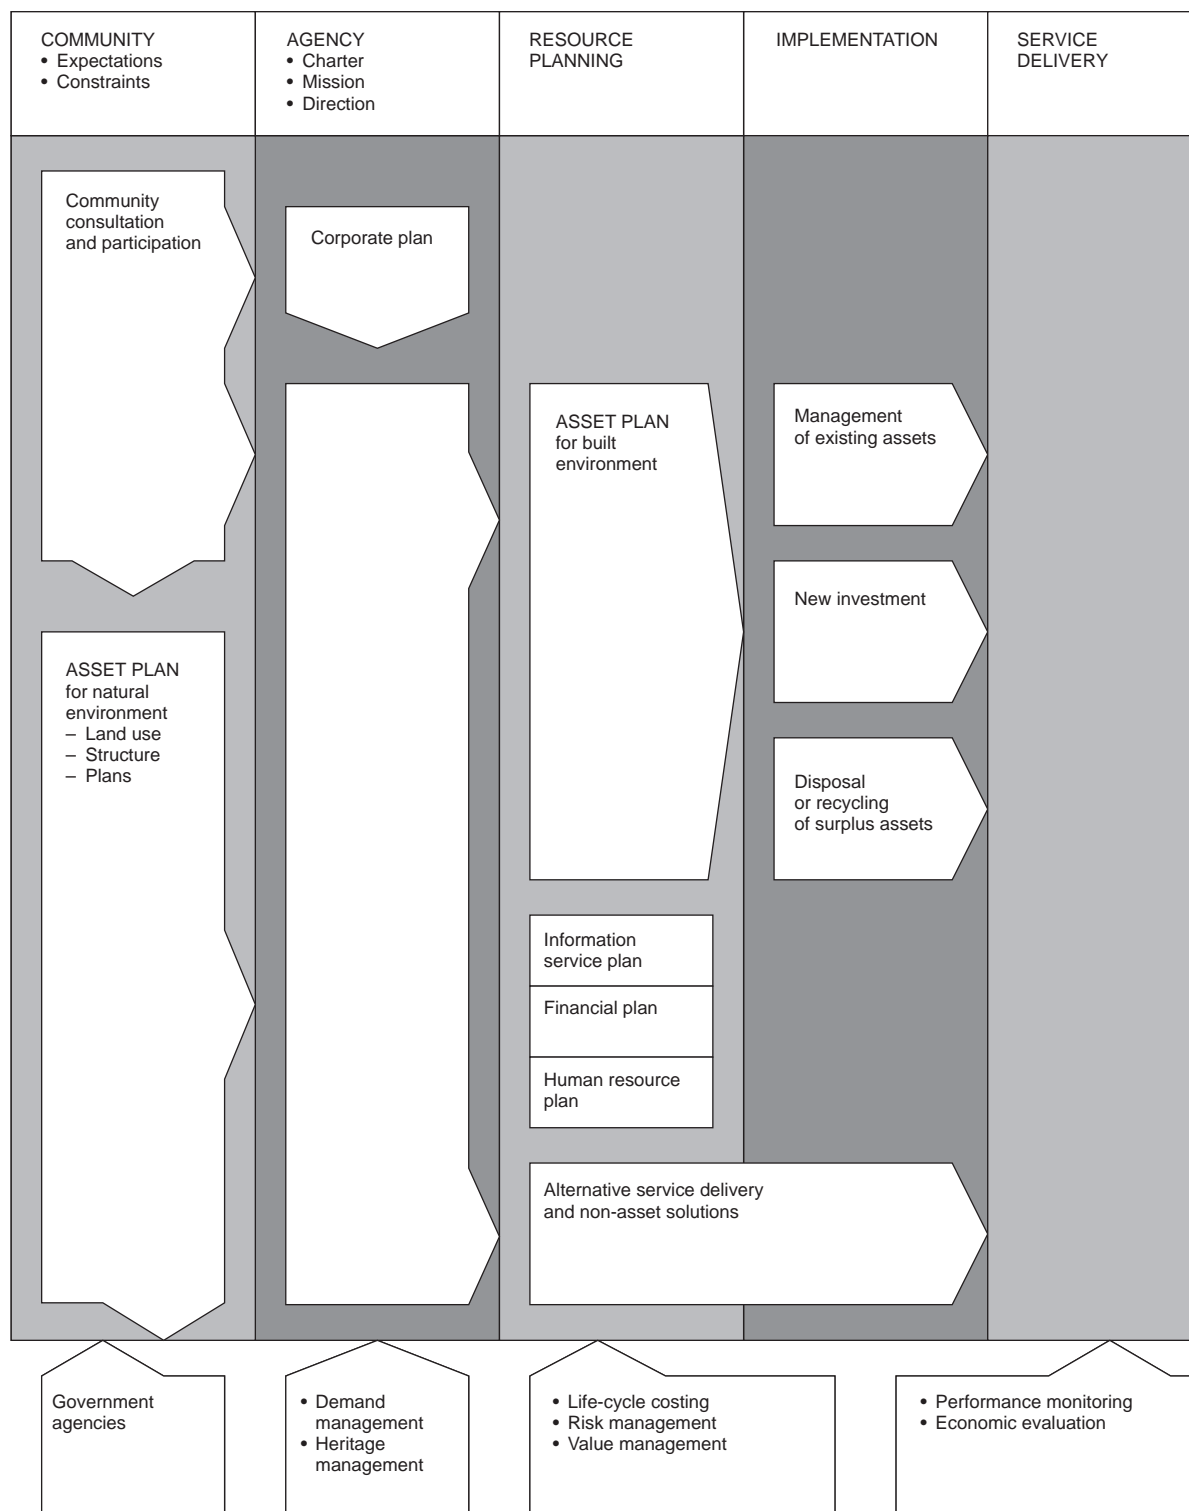 COMMUNITY
• Expectations
• Constraints
AGENCY
• Charter
• Mission
• Direction
RESOURCE
PLANNING
IMPLEMENTATION
SERVICE
DELIVERY
Community
consultation
and participation
Corporate plan
ASSET PLAN
for built
environment
Management
of existing assets
New investment
ASSET PLAN
for natural
environment
– Land use
– Structure
– Plans
Disposal
or recycling
of surplus assets
Information
service plan
Financial plan
Human resource
plan
Alternative service delivery
and non-asset solutions
Government
agencies
• Demand
management
• Heritage
management
• Life-cycle costing
• Risk management
• Value management
• Performance monitoring
• Economic evaluation